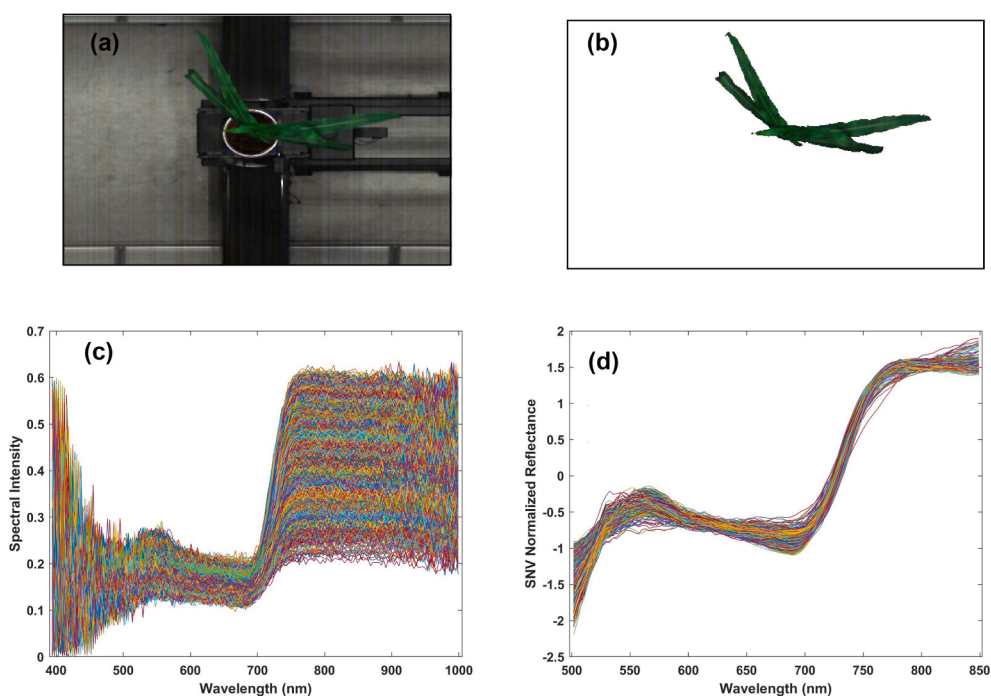 (a)
(b)
(c)
0.7
0.6
0.5
0.4
0.3
0.2
0.1
0
Spectral Intensity
400 500 600 700 800 900 1000
Wavelength (nm)
(d)
2
1.5
1
0.5
0
-0.5
-1
-1.5
-2
-2.5
SNV Normalized Reflectance
500 550 600 650 700 750 800 850
Wavelength (nm)